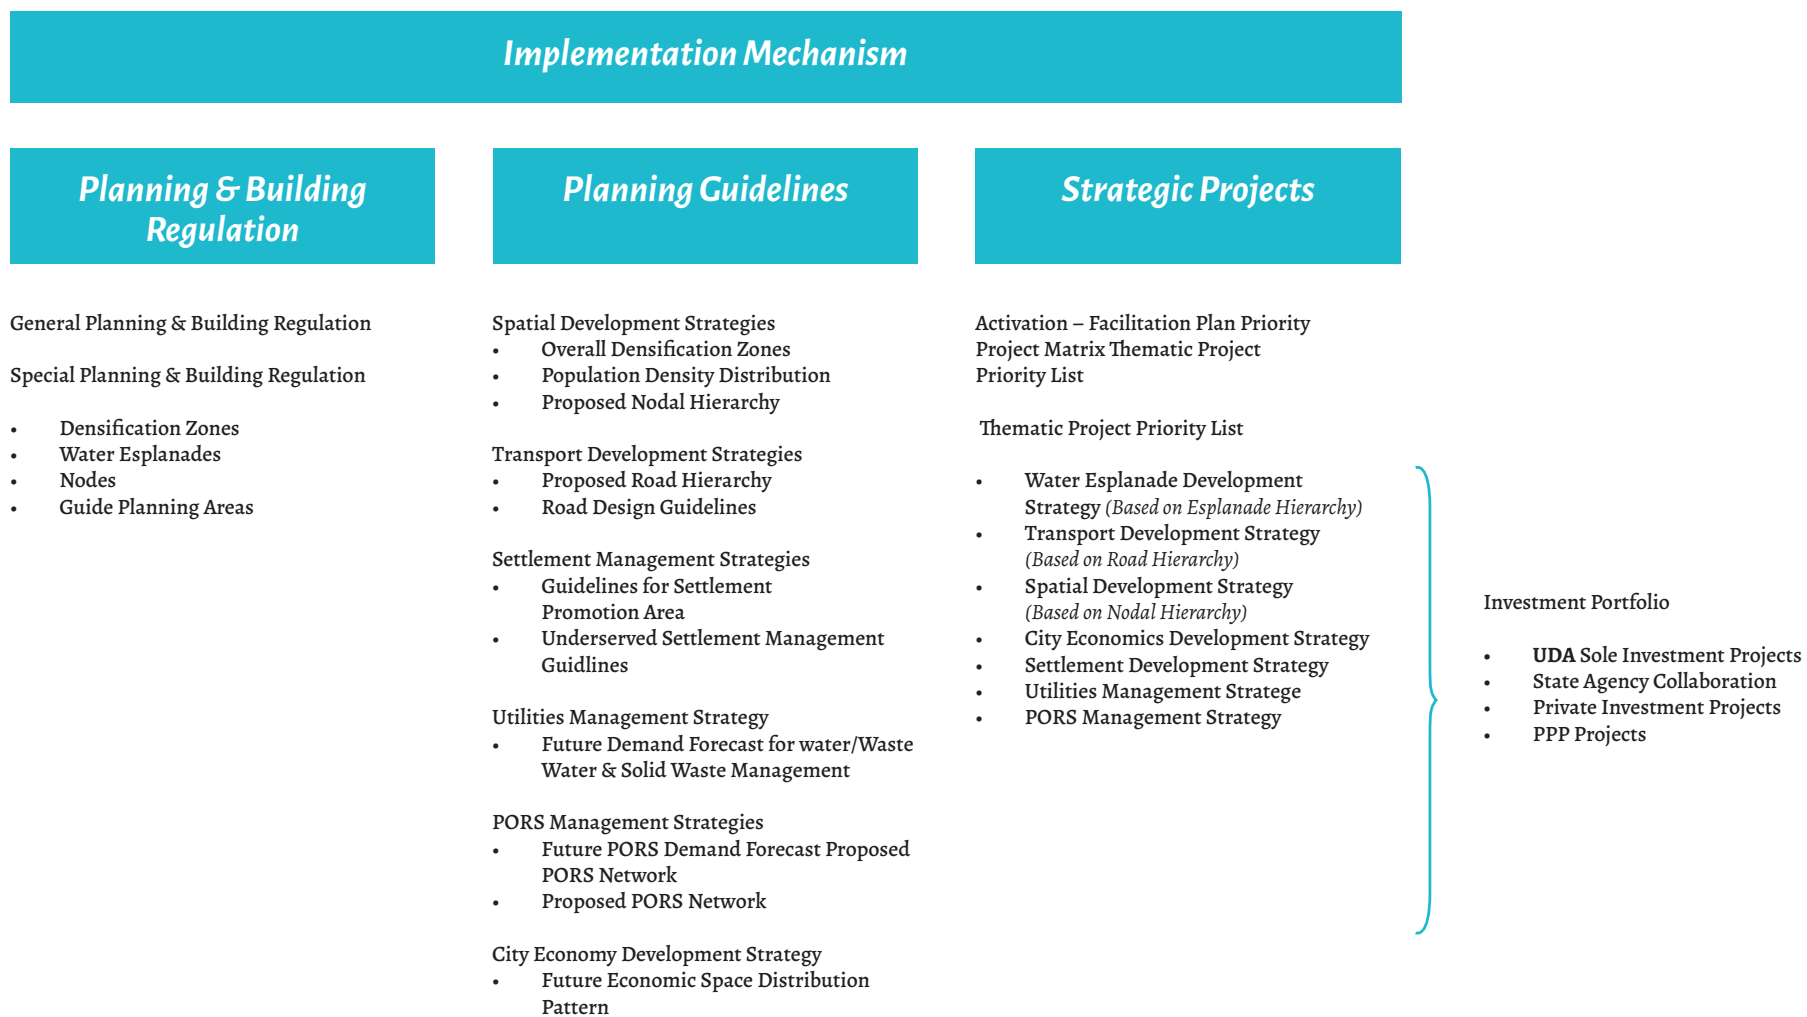 Implementation Mechanism
Planning & Building
Regulation
General Planning & Building Regulation
Special Planning & Building Regulation
• Densification Zones
• Water Esplanades
• Nodes
• Guide Planning Areas
Planning Guidelines
Spatial Development Strategies
• Overall Densification Zones
• Population Density Distribution
• Proposed Nodal Hierarchy
Transport Development Strategies
• Proposed Road Hierarchy
• Road Design Guidelines
Settlement Management Strategies
• Guidelines for Settlement
Promotion Area
• Underserved Settlement Management
Guidlines
Utilities Management Strategy
• Future Demand Forecast for water/Waste
Water & Solid Waste Management
PORS Management Strategies
• Future PORS Demand Forecast Proposed
PORS Network
• Proposed PORS Network
City Economy Development Strategy
• Future Economic Space Distribution
Pattern
Strategic Projects
Activation – Facilitation Plan Priority
Project Matrix Thematic Project
Priority List
Thematic Project Priority List
• Water Esplanade Development
Strategy (Based on Esplanade Hierarchy)
• Transport Development Strategy
(Based on Road Hierarchy)
• Spatial Development Strategy
(Based on Nodal Hierarchy)
• City Economics Development Strategy
• Settlement Development Strategy
• Utilities Management Stratege
• PORS Management Strategy
Investment Portfolio
• UDA Sole Investment Projects
• State Agency Collaboration
• Private Investment Projects
• PPP Projects